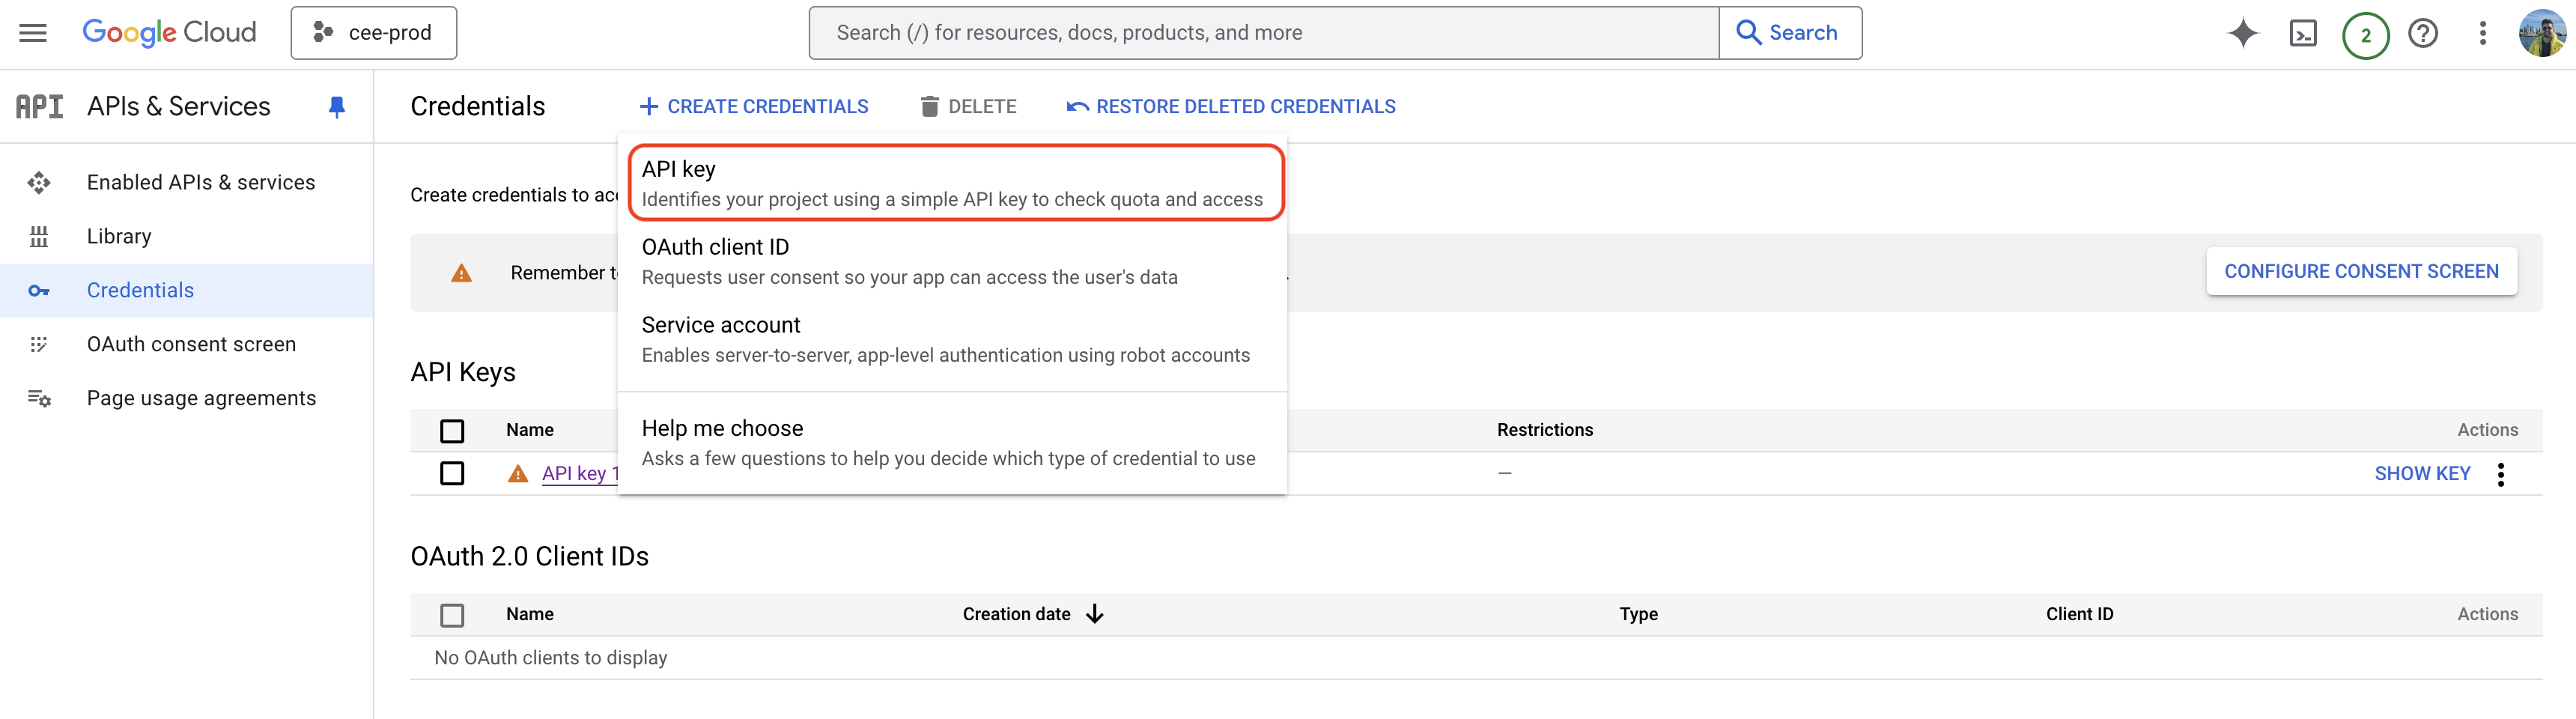 Google Cloud
cee-prod
Search (/) for resources, docs, products, and more
Search
2
API
APIs & Services
Credentials
CREATE CREDENTIALS
DELETE
RESTORE DELETED CREDENTIALS
Enabled APIs & services
Library
Credentials
OAuth consent screen
Page usage agreements
API key
Identifies your project using a simple API key to check quota and access
OAuth client ID
Requests user consent so your app can access the user's data
Service account
Enables server-to-server, app-level authentication using robot accounts
Help me choose
Asks a few questions to help you decide which type of credential to use
Create credentials to
Remember
CONFIGURE CONSENT SCREEN
API Keys
Name
Restrictions
Actions
API key 1
—
SHOW KEY
OAuth 2.0 Client IDs
Name
Creation date
Type
Client ID
Actions
No OAuth clients to display